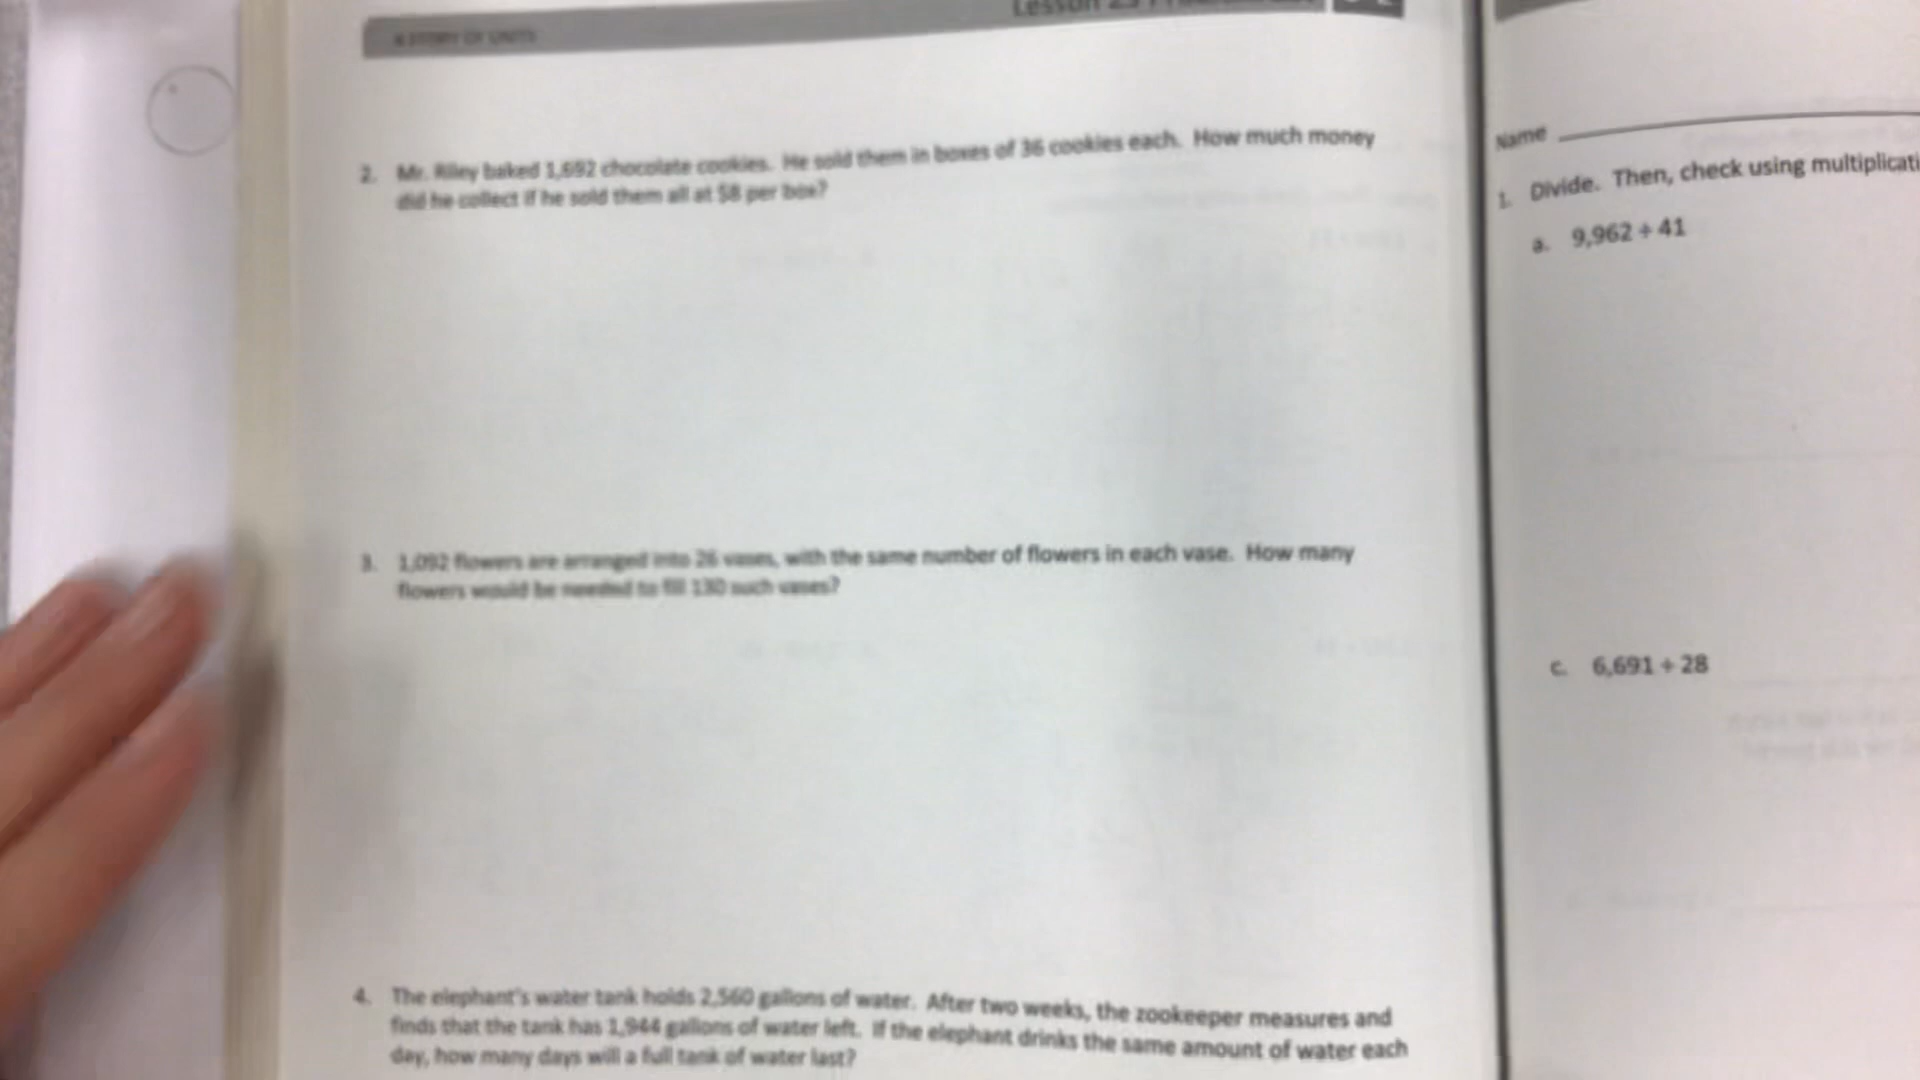 A STORY OF UNITS
Lesson 23
2. Mr. Riley baked 1,692 chocolate cookies. He sold them in boxes of 36 cookies each. How much money
did he collect if he sold them all at $8 per box?
3. 1,092 flowers are arranged into 26 vases, with the same number of flowers in each vase. How many
flowers would be needed to fill 130 such vases?
4. The elephant's water tank holds 2,560 gallons of water. After two weeks, the zookeeper measures and
finds that the tank has 1,944 gallons of water left. If the elephant drinks the same amount of water each
day, how many days will a full tank of water last?
Name
1. Divide. Then, check using multiplicati
a. 9,962 ÷ 41
c. 6,691 ÷ 28